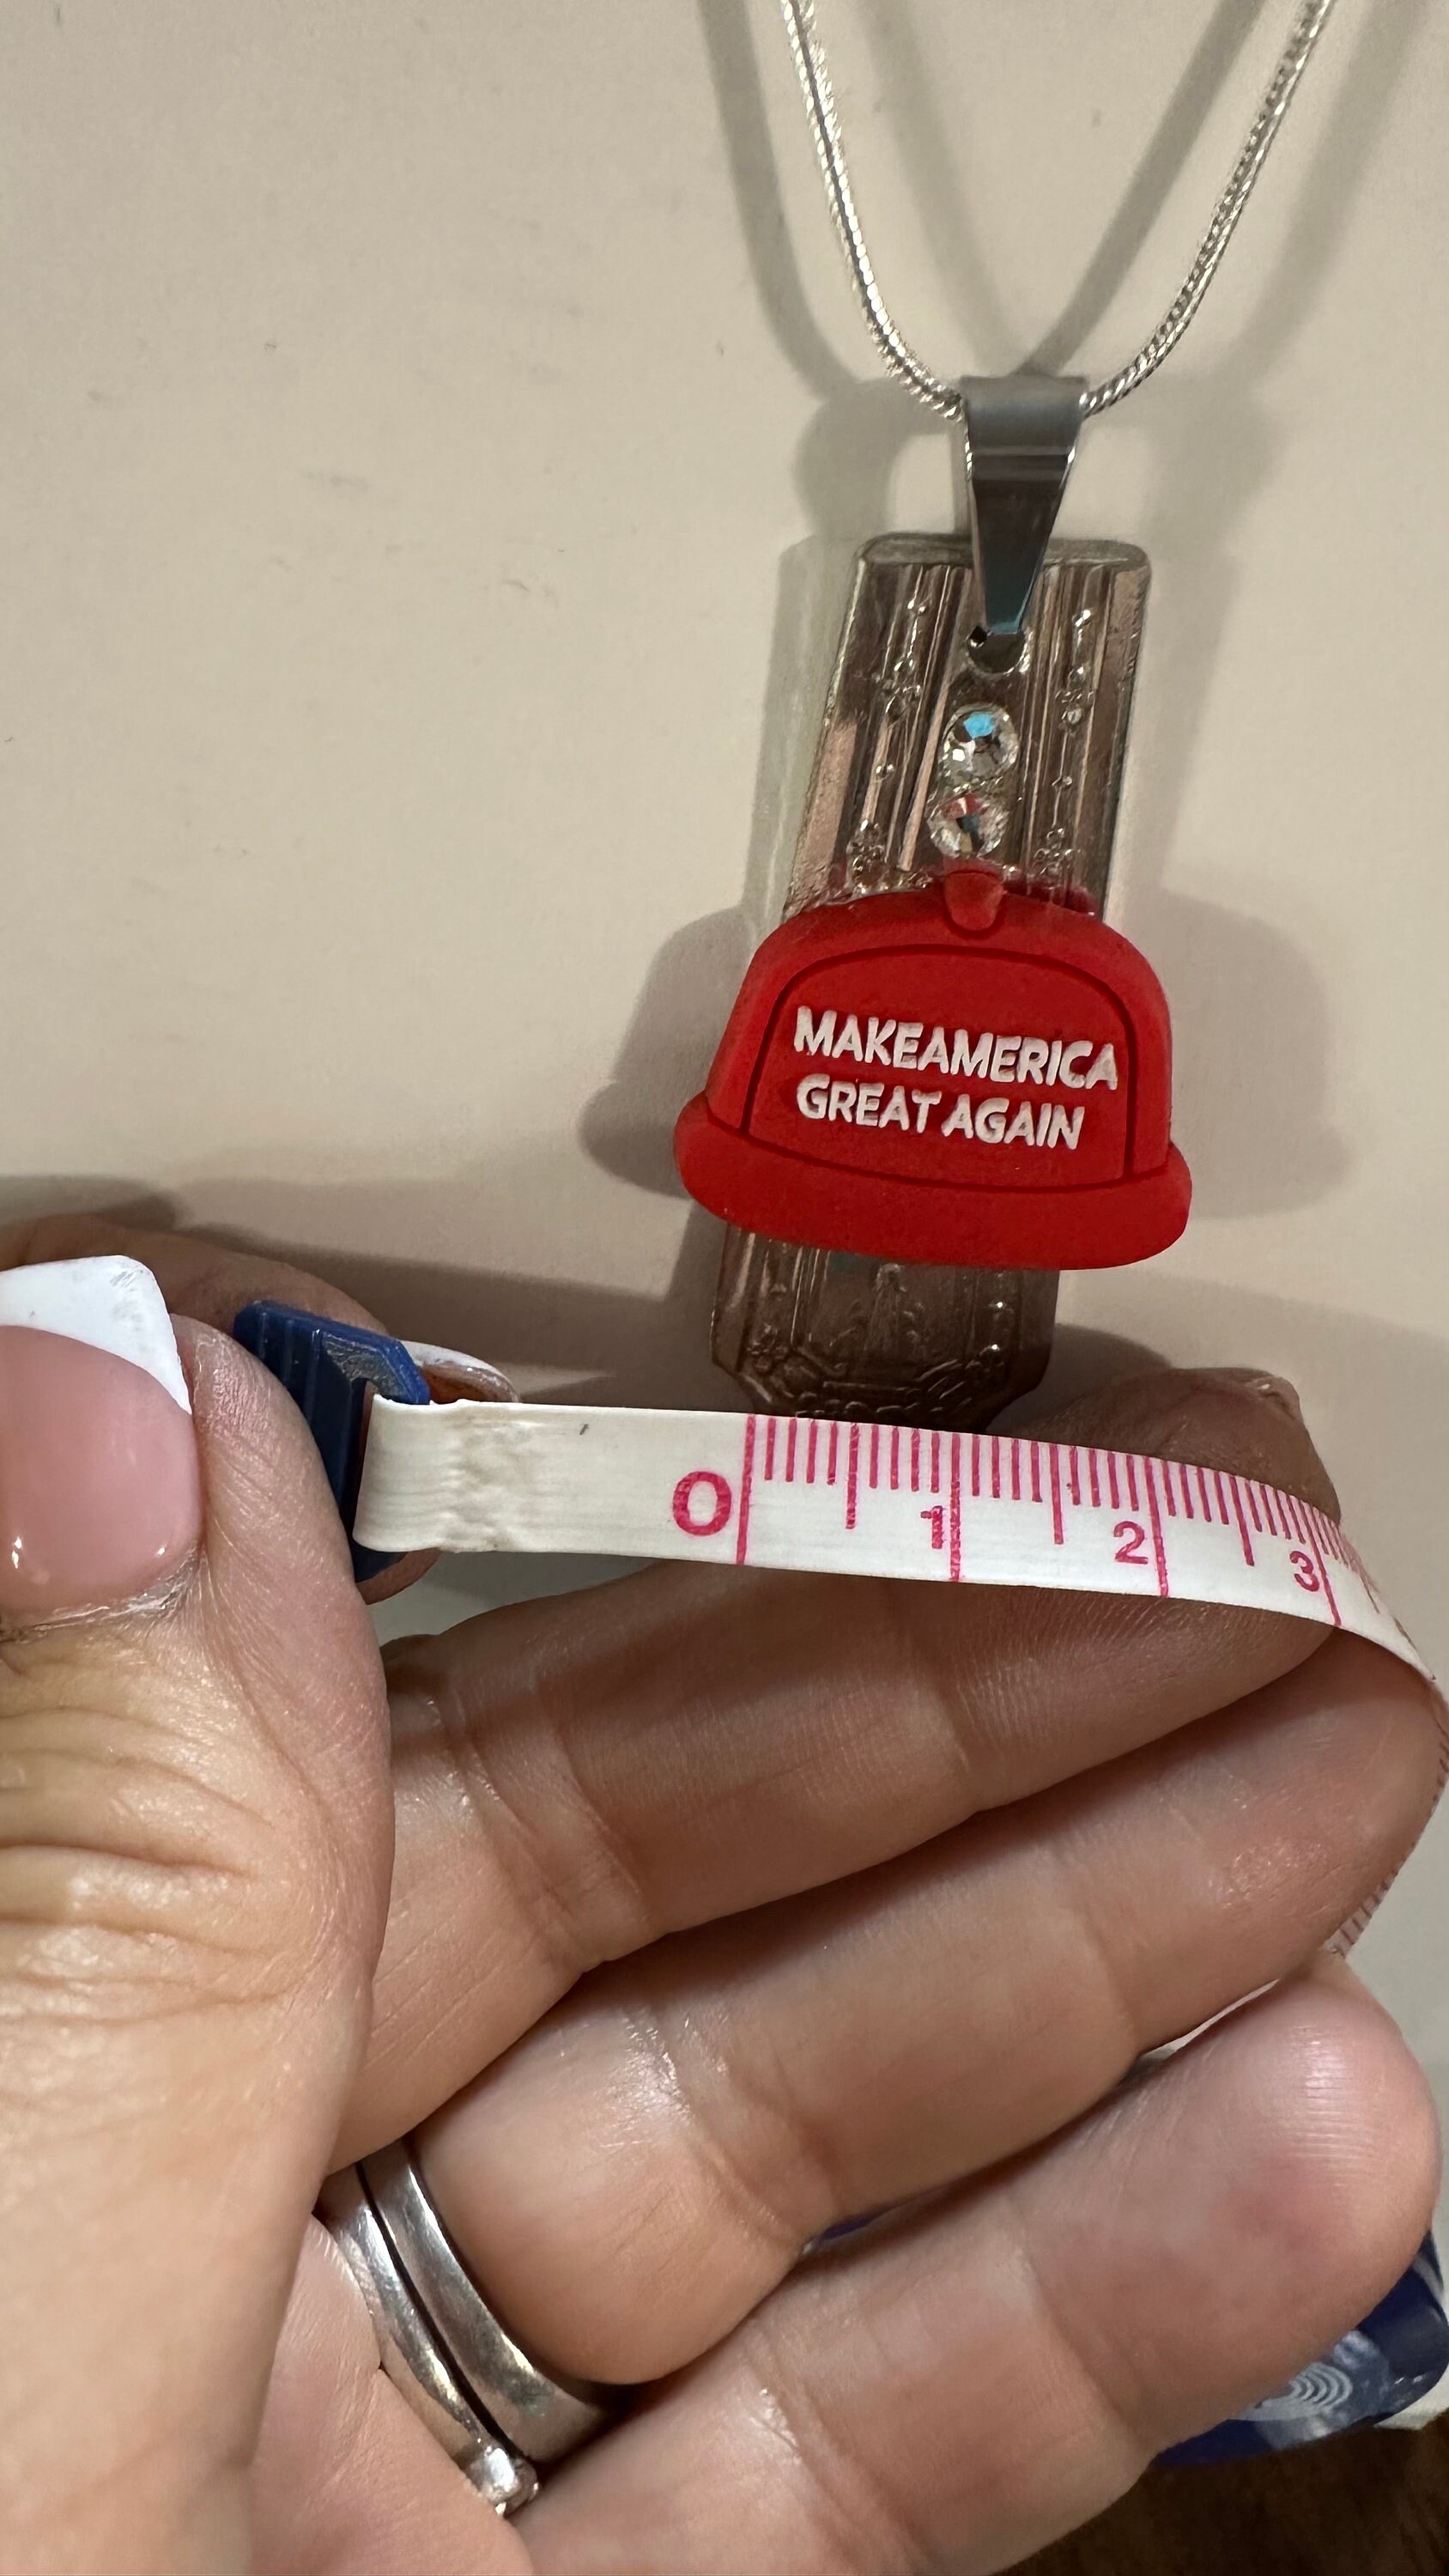 MAKEAMERICA
GREAT AGAIN
0 1 2 3